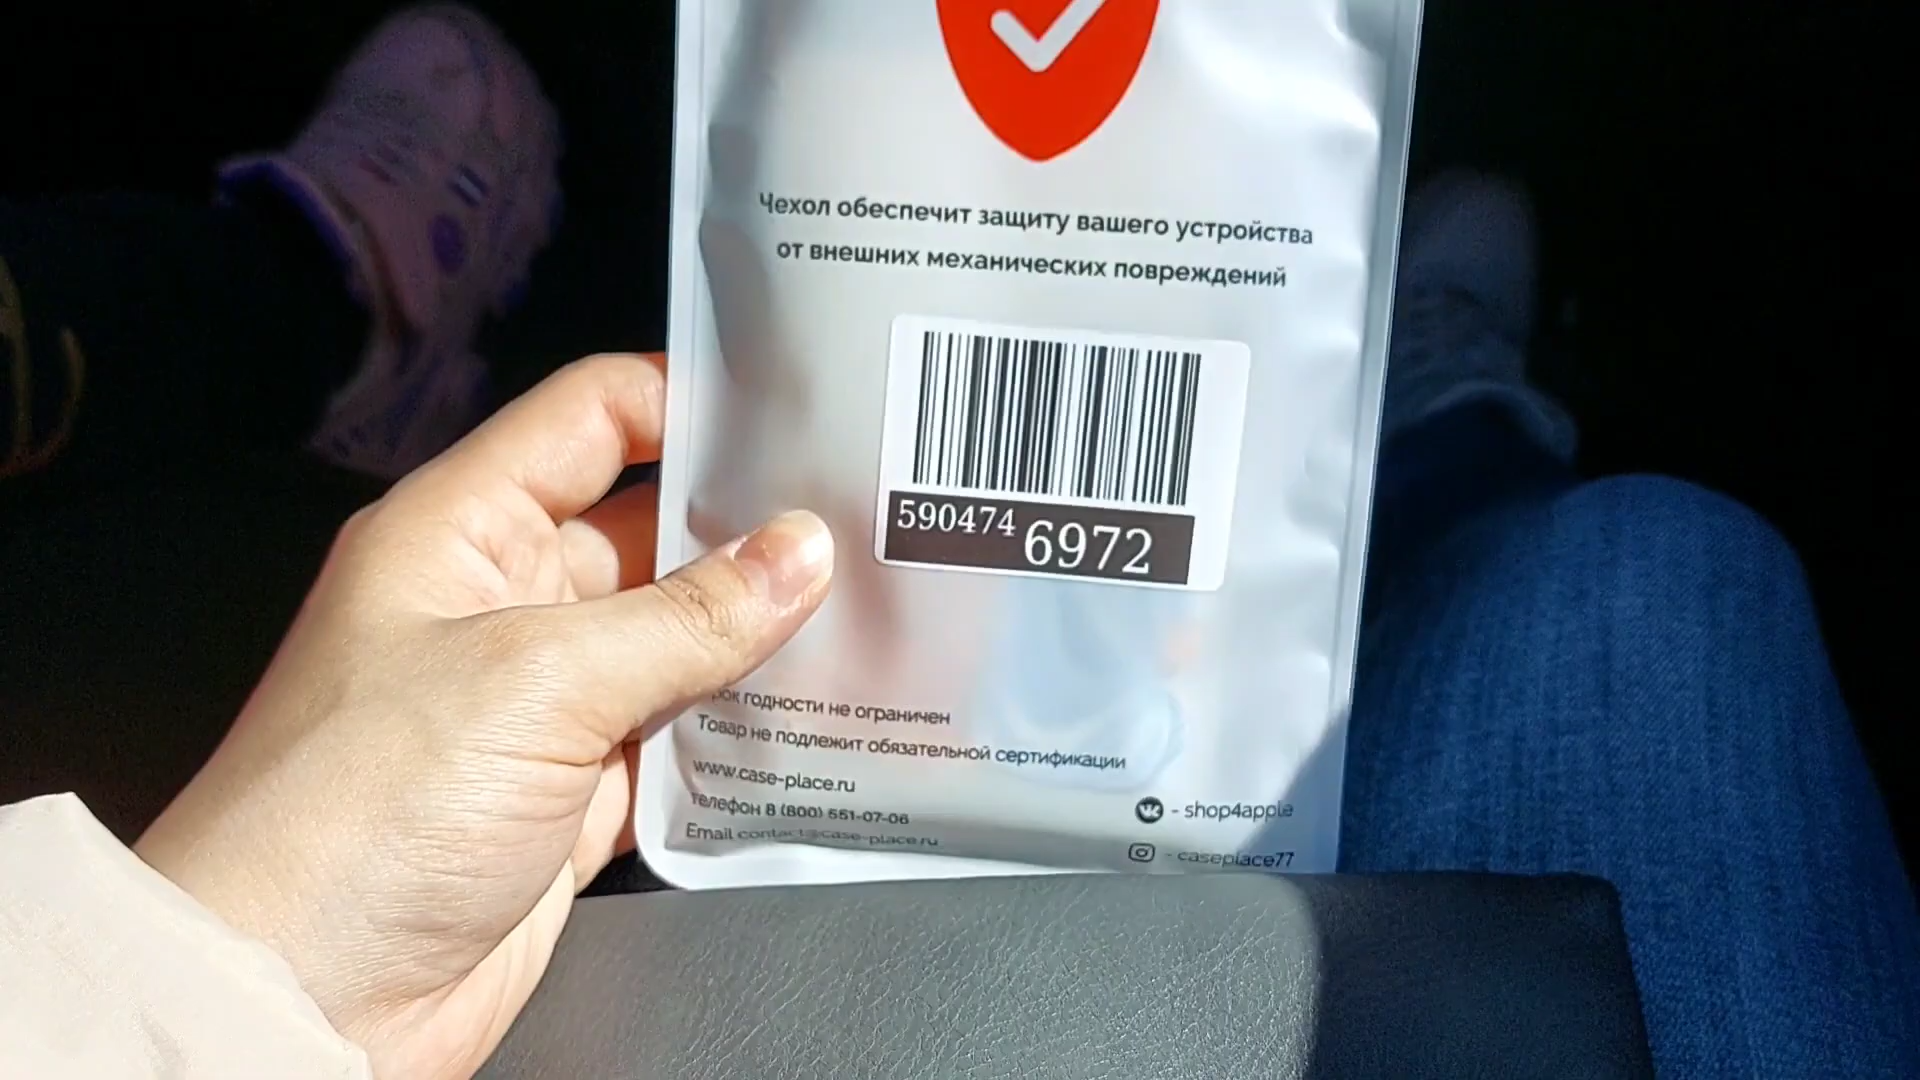 Чехол обеспечит защиту вашего устройства
от внешних механических повреждений
590474 6972
рок годности не ограничен
Товар не подлежит обязательной сертификации
www.case-place.ru
телефон 8 (800) 551-07-06
Email contact@case-place.ru
- shop4apple
- caseplace77